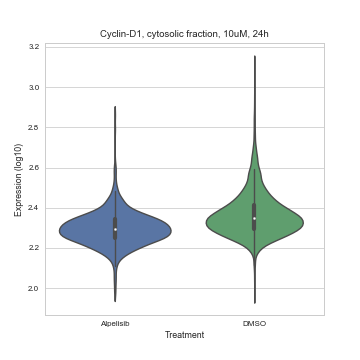 Cyclin-D1, cytosolic fraction, 10uM, 24h
3.2
3.0
2.8
2.6
2.4
2.2
2.0
Expression (log10)
Alpelisib DMSO
Treatment